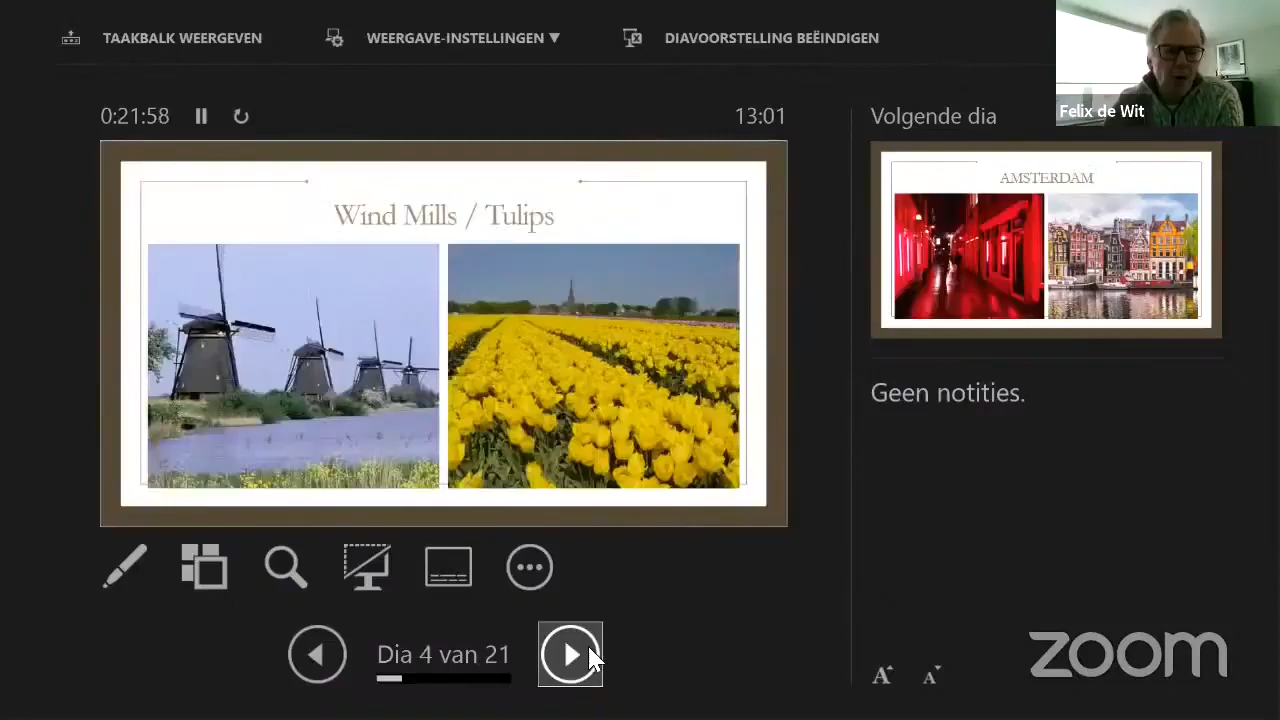 TAAKBALK WEERGEVEN
WEERGAVE-INSTELLINGEN ▼
DIAVOORSTELLING BEËINDIGEN
Felix de Wit
0:21:58
13:01
Volgende dia
Wind Mills / Tulips
AMSTERDAM
Geen notities.
Dia 4 van 21
A A
zoom